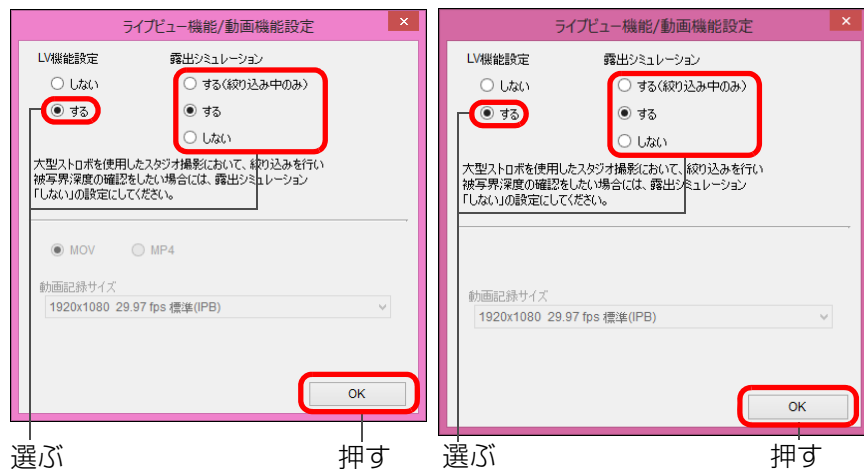 ライブビュー機能/動画機能設定
LV機能設定
露出シミュレーション
しない
する(絞り込み中のみ)
する
する
しない
大型ストロボを使用したスタジオ撮影において、絞り込みを行い
被写界深度の確認をしたい場合には、露出シミュレーション
「しない」の設定にしてください。
MOV
MP4
動画記録サイズ
1920x1080 29.97 fps 標準(IPB)
OK
選ぶ
押す
ライブビュー機能/動画機能設定
LV機能設定
露出シミュレーション
しない
する(絞り込み中のみ)
する
する
しない
大型ストロボを使用したスタジオ撮影において、絞り込みを行い
被写界深度の確認をしたい場合には、露出シミュレーション
「しない」の設定にしてください。
動画記録サイズ
1920x1080 29.97 fps 標準(IPB)
OK
選ぶ
押す